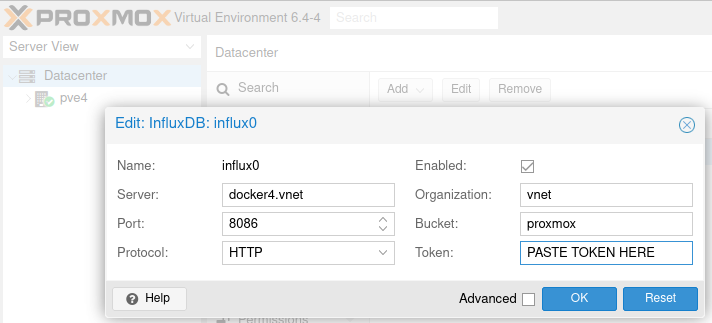 PROXMOX Virtual Environment 6.4-4 Search
Server View
Datacenter
pve4
Datacenter
Search
Add Edit Remove
Edit: InfluxDB: influx0
Name: influx0 Enabled:
Server: docker4.vnet Organization: vnet
Port: 8086 Bucket: proxmox
Protocol: HTTP Token: PASTE TOKEN HERE
Help Advanced OK Reset
Permissions